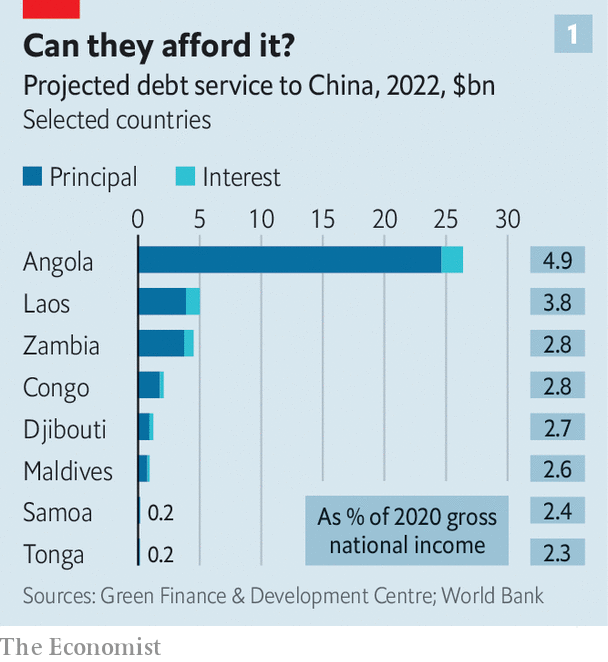 1
Can they afford it?
Projected debt service to China, 2022, $bn
Selected countries
Principal Interest
0 5 10 15 20 25 30
Angola 4.9
Laos 3.8
Zambia 2.8
Congo 2.8
Djibouti 2.7
Maldives 2.6
Samoa 0.2 2.4
Tonga 0.2 2.3
As % of 2020 gross
national income
Sources: Green Finance & Development Centre; World Bank
The Economist